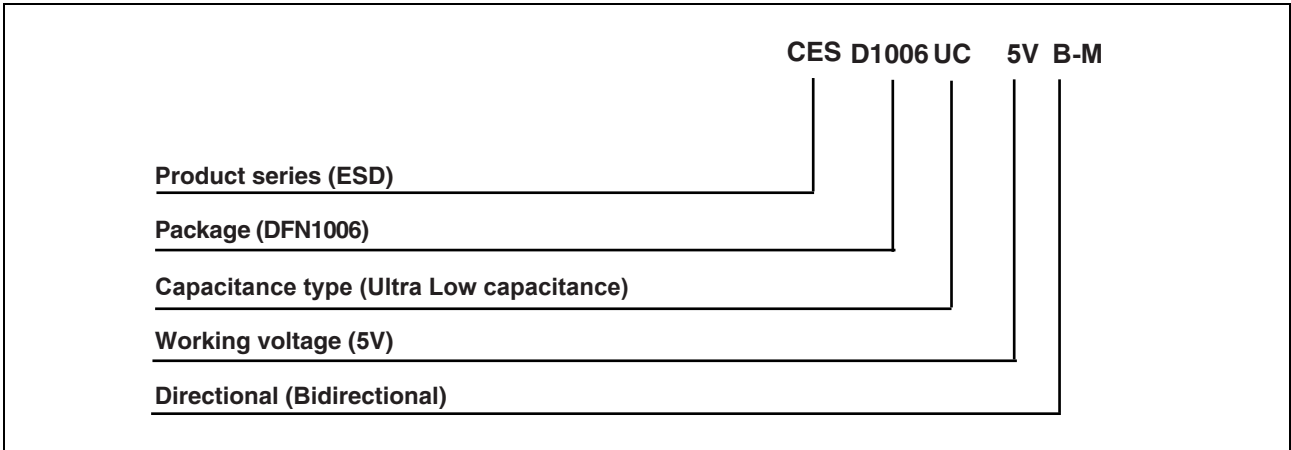 CES D1006 UC 5V B-M
Product series (ESD)
Package (DFN1006)
Capacitance type (Ultra Low capacitance)
Working voltage (5V)
Directional (Bidirectional)